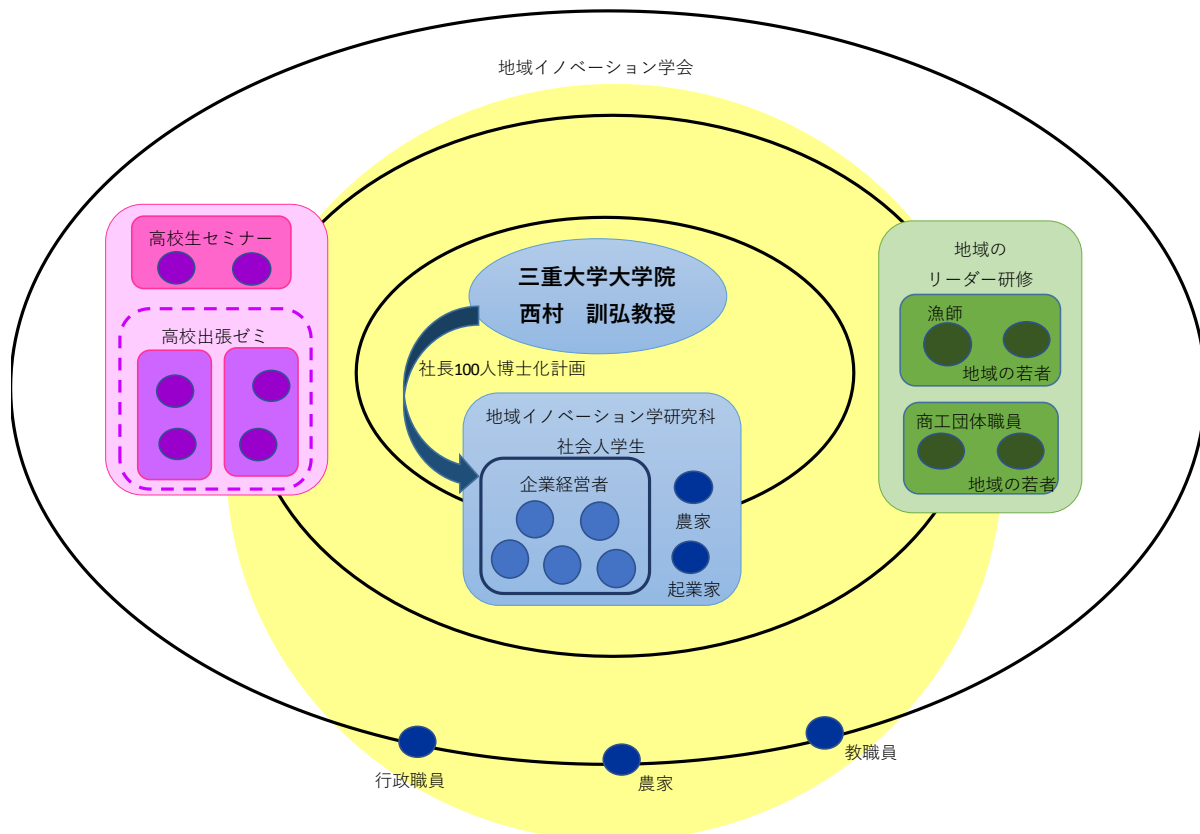 地域イノベーション学会
高校生セミナー
高校出張ゼミ
三重大学大学院
西村　訓弘教授
社長100人博士化計画
地域イノベーション学研究科
社会人学生
企業経営者
農家
起業家
地域の
リーダー研修
漁師
地域の若者
商工団体職員
地域の若者
行政職員
農家
教職員